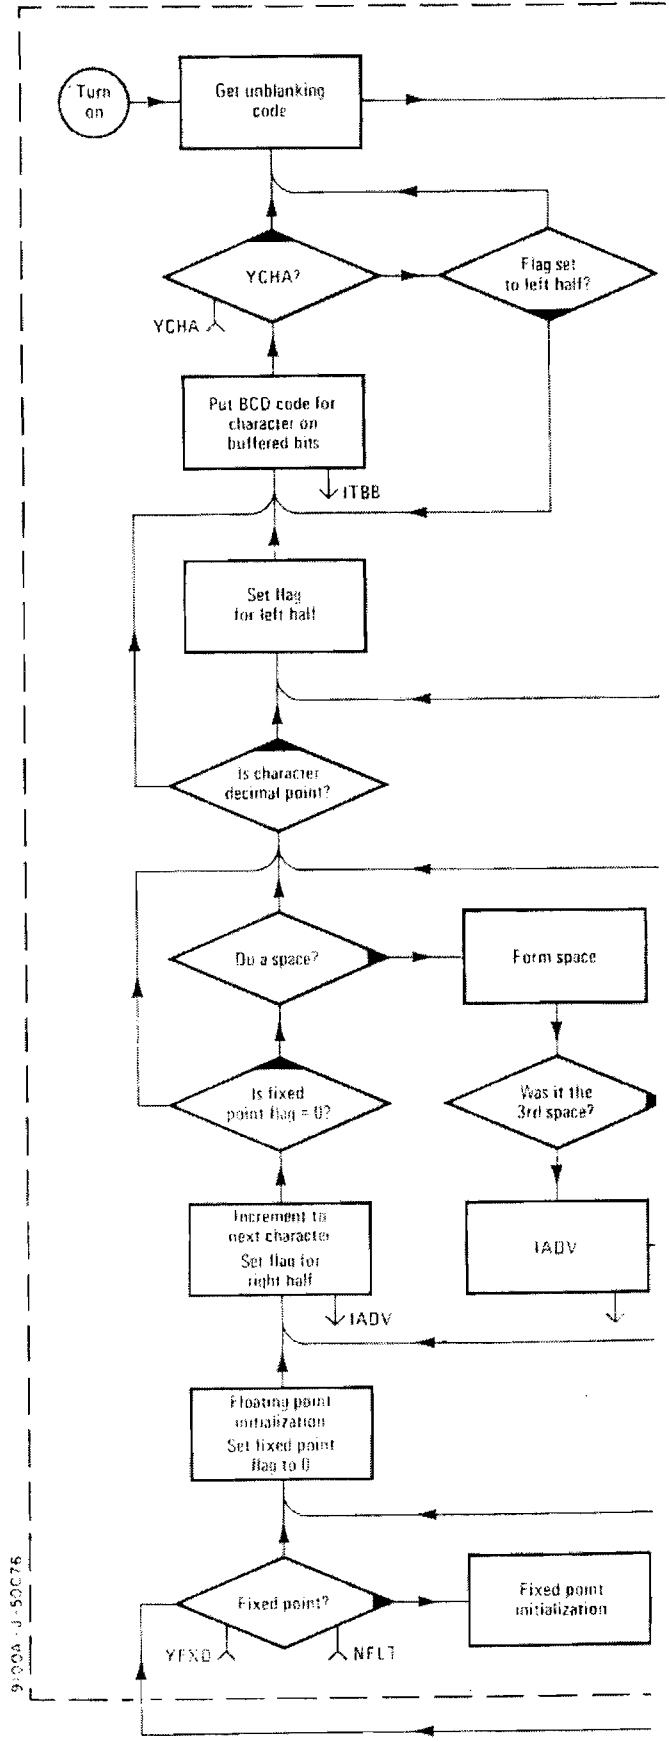 Turn
on
Get unblanking
code
YCHA?
Flag set
to left half?
YCHA
Put BCD code for
character on
buffered bits
ITBB
Set flag
for left half
Is character
decimal point?
Do a space?
Form space
Is fixed
point flag = 0?
Was it the
3rd space?
Increment to
next character
Set flag for
right half
IADV
IADV
Floating point
initialization
Set fixed point
flag to 0
Fixed point?
Fixed point
initialization
YFXD
NFLT